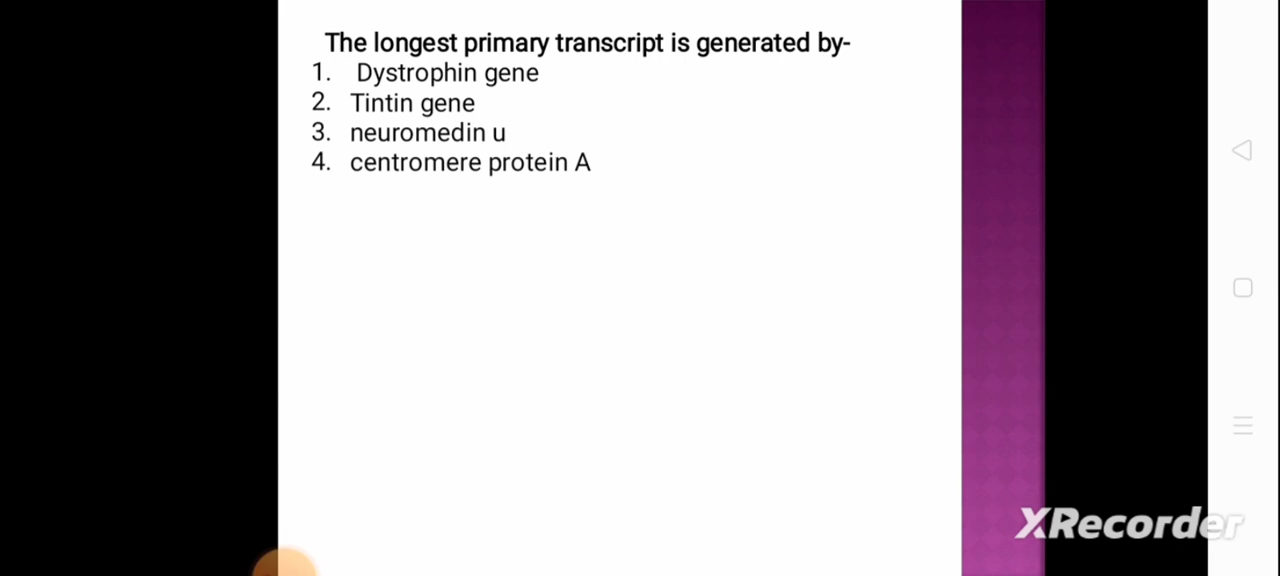 The longest primary transcript is generated by-
1. Dystrophin gene
2. Tintin gene
3. neuromedin u
4. centromere protein A
XRecorder